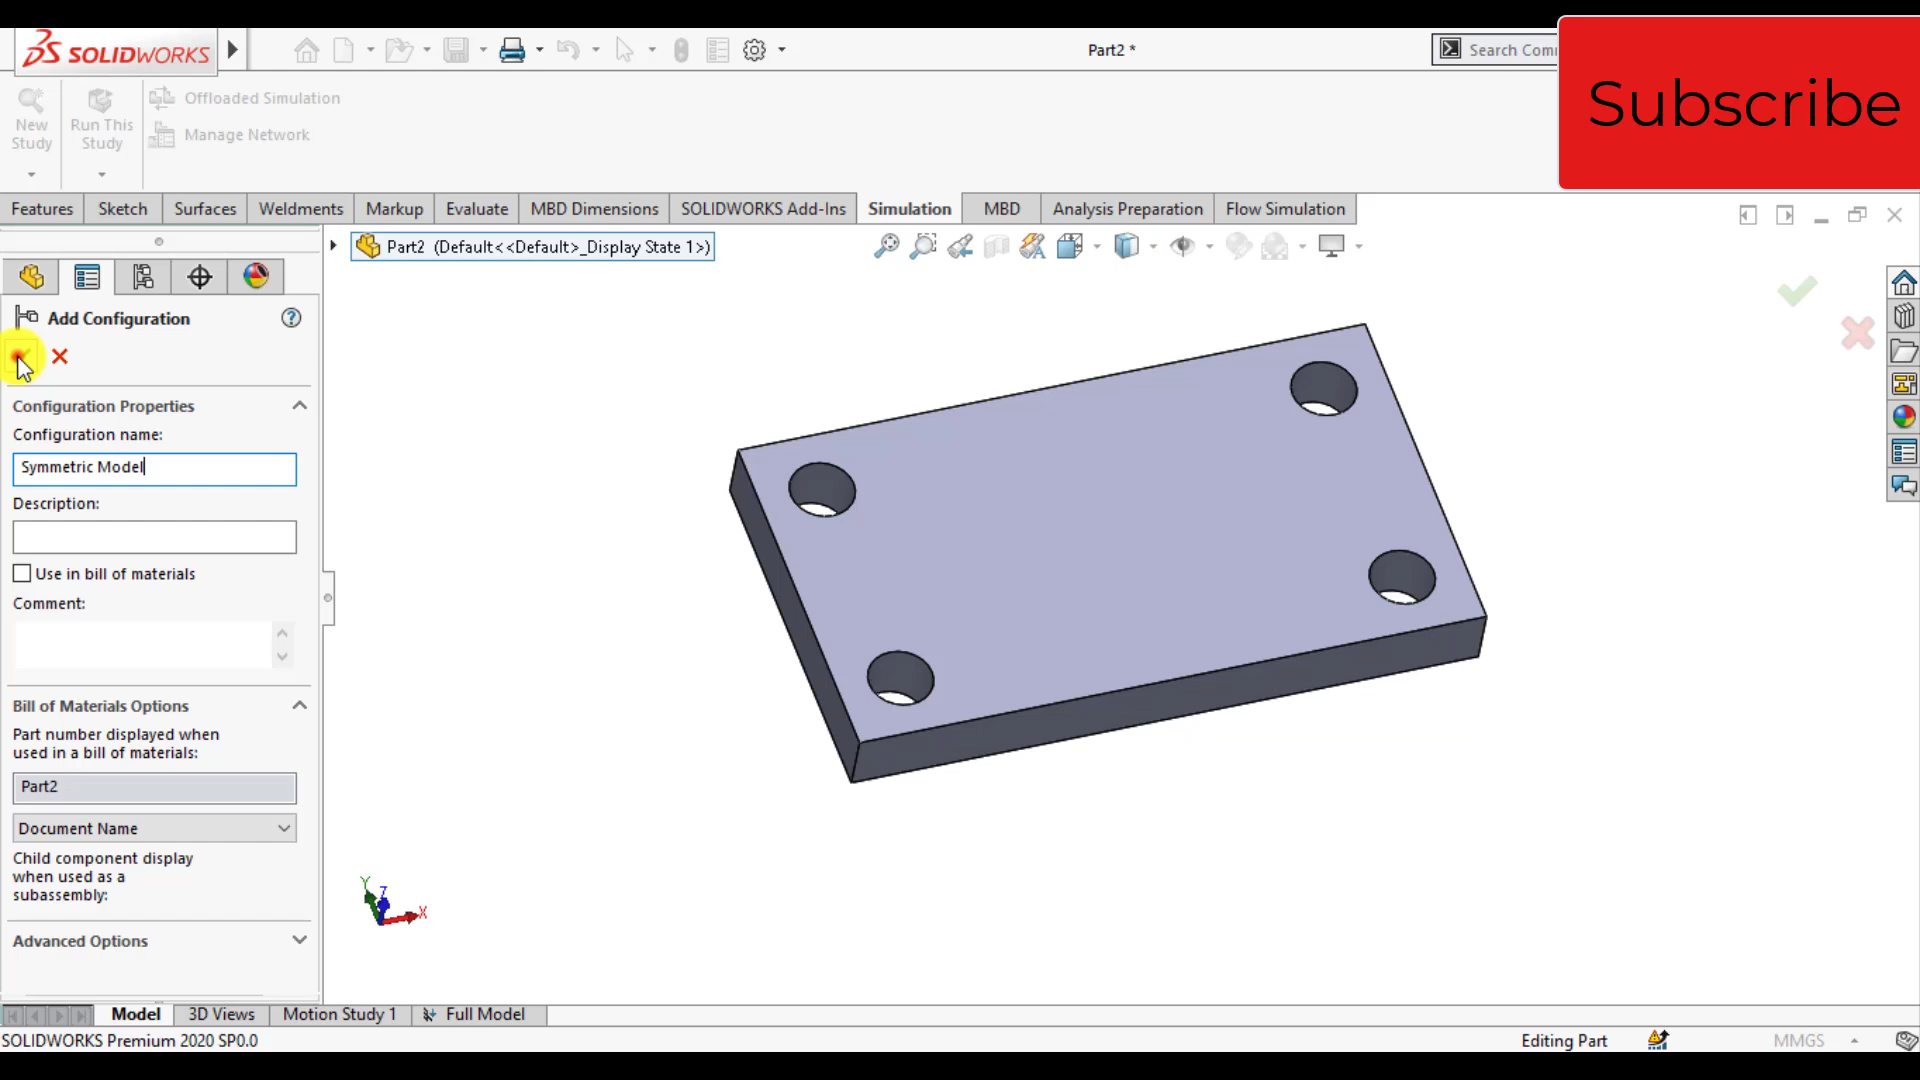 SOLIDWORKS
Part2 *
Search Com
Subscribe
New
Study
Run This
Study
Offloaded Simulation
Manage Network
Features
Sketch
Surfaces
Weldments
Markup
Evaluate
MBD Dimensions
SOLIDWORKS Add-Ins
Simulation
MBD
Analysis Preparation
Flow Simulation
Part2 (Default<<Default>_Display State 1>)
Add Configuration
Configuration Properties
Configuration name:
Symmetric Model
Description:
Use in bill of materials
Comment:
Bill of Materials Options
Part number displayed when
used in a bill of materials:
Part2
Document Name
Child component display
when used as a
subassembly:
Advanced Options
Y
Z
X
Model
3D Views
Motion Study 1
Full Model
SOLIDWORKS Premium 2020 SP0.0
Editing Part
MMGS